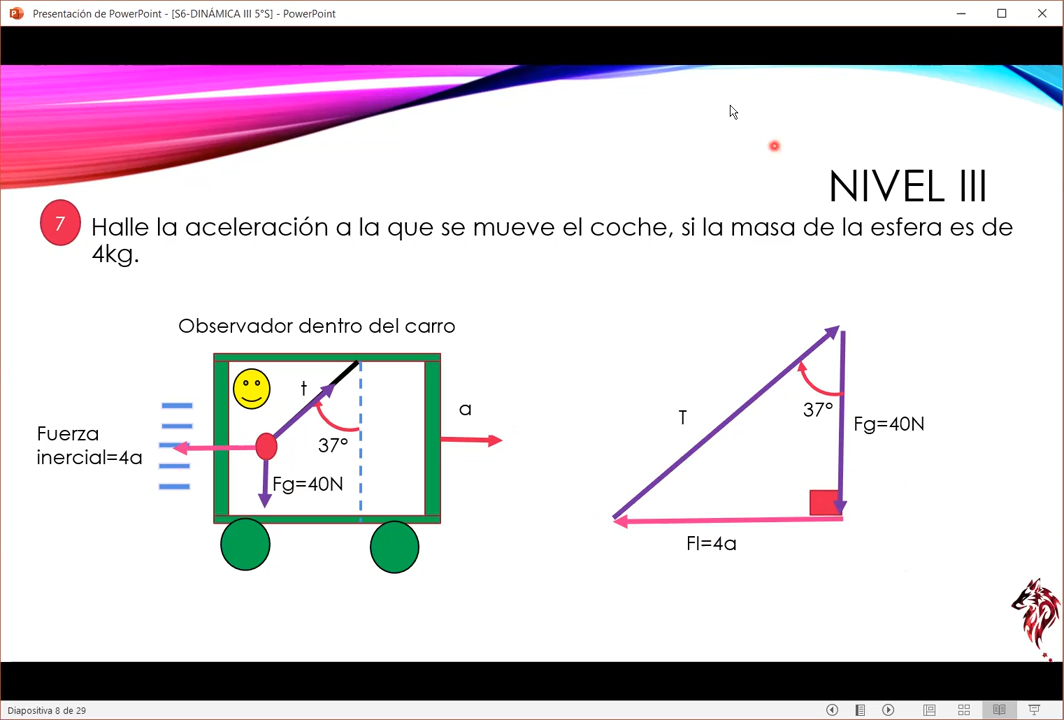 Presentación de PowerPoint - [S6-DINÁMICA III 5°S] - PowerPoint
NIVEL III
7
Halle la aceleración a la que se mueve el coche, si la masa de la esfera es de
4kg.
Observador dentro del carro
t
a
37°
Fuerza
inercial=4a
Fg=40N
T
37°
Fg=40N
FI=4a
Diapositiva 8 de 29